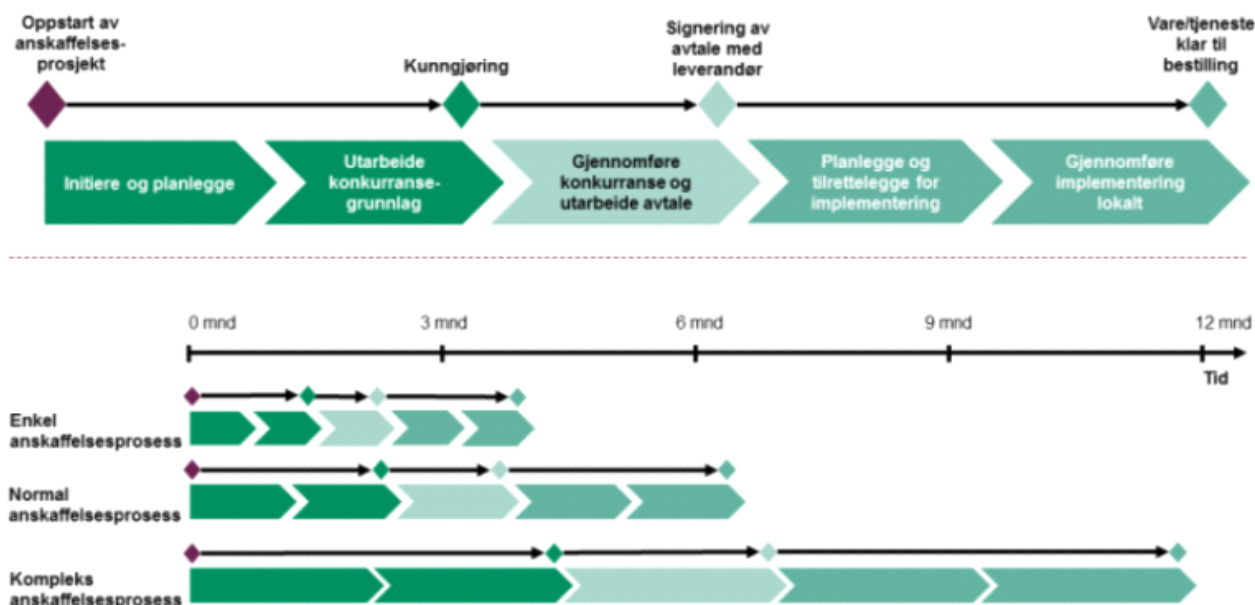 Oppstart av
anskaffelses-
prosjekt
Kunngjøring
Signering av
avtale med
leverandør
Vare/tjeneste
klar til
bestilling
Initiere og planlegge
Utarbeide
konkurranse-
grunnlag
Gjennomføre
konkurranse og
utarbeide avtale
Planlegge og
tilrettelegge for
implementering
Gjennomføre
implementering
lokalt
0 mnd
3 mnd
6 mnd
9 mnd
12 mnd
Tid
Enkel
anskaffelsesprosess
Normal
anskaffelsesprosess
Kompleks
anskaffelsesprosess